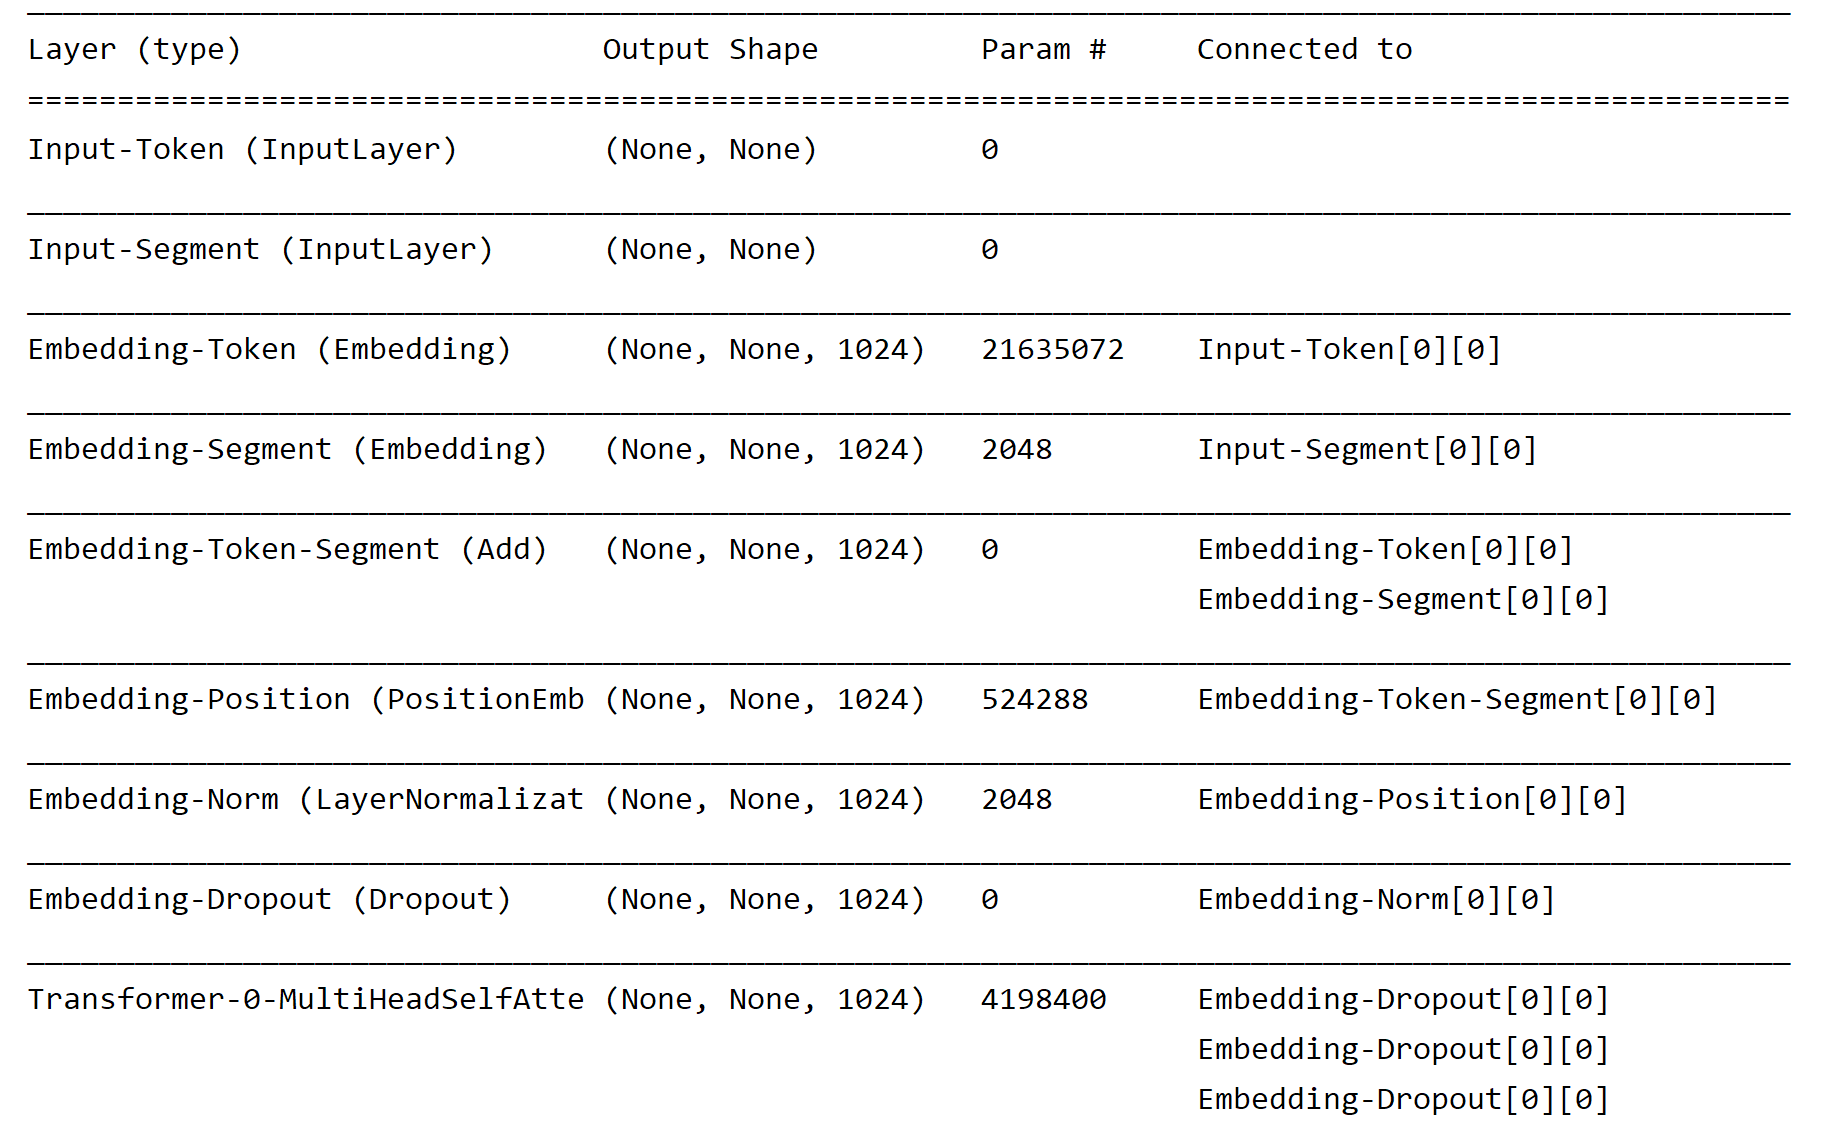 Layer (type) Output Shape Param # Connected to
==================================================================================================
Input-Token (InputLayer) (None, None) 0
Input-Segment (InputLayer) (None, None) 0
Embedding-Token (Embedding) (None, None, 1024) 21635072 Input-Token[0][0]
Embedding-Segment (Embedding) (None, None, 1024) 2048 Input-Segment[0][0]
Embedding-Token-Segment (Add) (None, None, 1024) 0 Embedding-Token[0][0]
Embedding-Segment[0][0]
Embedding-Position (PositionEmb (None, None, 1024) 524288 Embedding-Token-Segment[0][0]
Embedding-Norm (LayerNormalizat (None, None, 1024) 2048 Embedding-Position[0][0]
Embedding-Dropout (Dropout) (None, None, 1024) 0 Embedding-Norm[0][0]
Transformer-0-MultiHeadSelfAtte (None, None, 1024) 4198400 Embedding-Dropout[0][0]
Embedding-Dropout[0][0]
Embedding-Dropout[0][0]